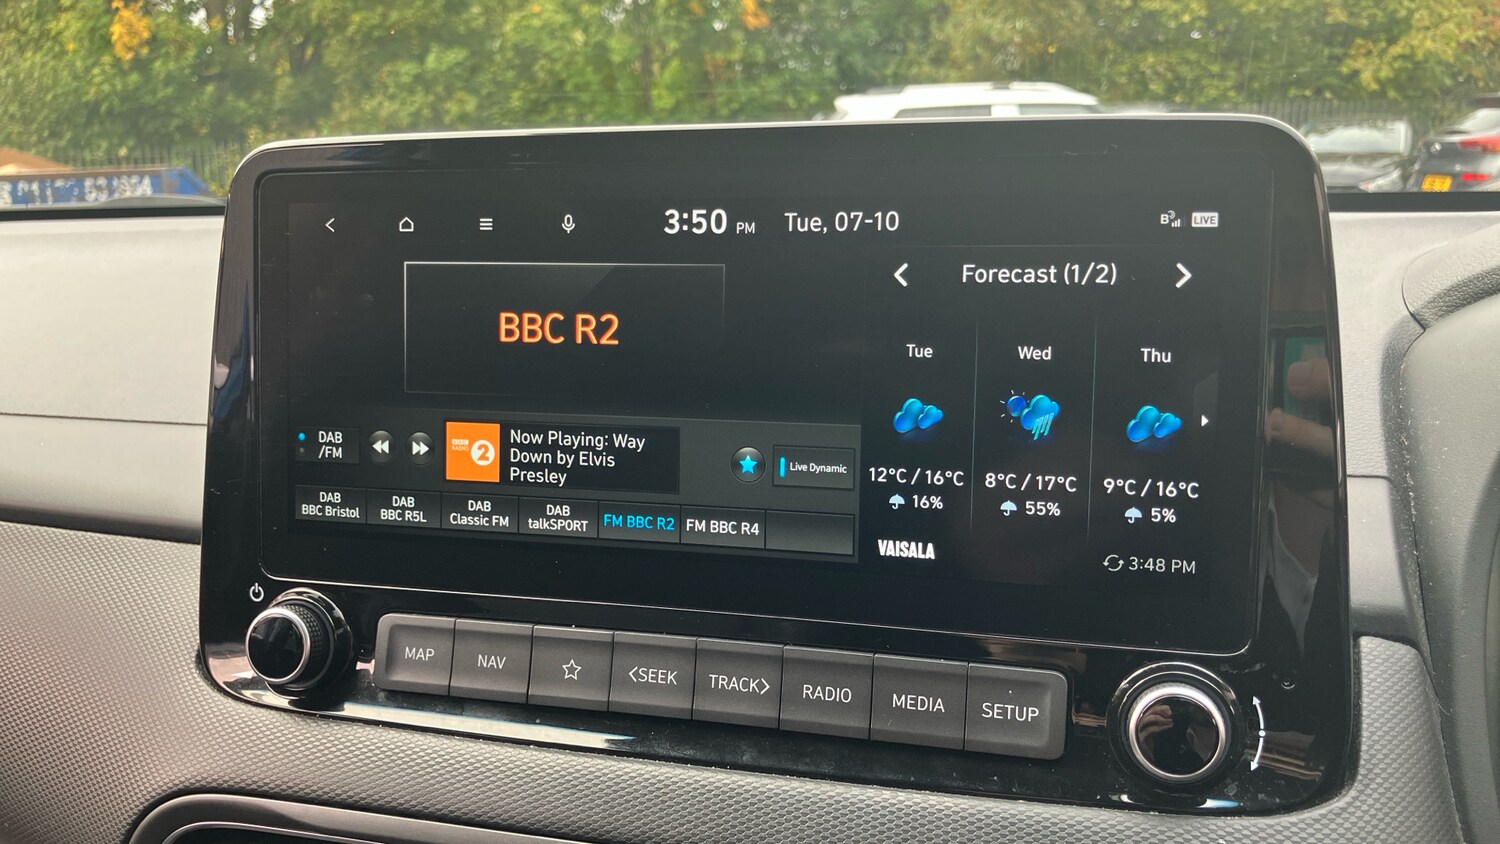 3:50 PM Tue, 07-10
LIVE
BBC R2
DAB
/FM
BBC
RADIO
2
Now Playing: Way
Down by Elvis
Presley
Live Dynamic
DAB
BBC Bristol
DAB
BBC R5L
DAB
Classic FM
DAB
talkSPORT
FM BBC R2
FM BBC R4
Forecast (1/2)
Tue
Wed
Thu
12°C / 16°C
8°C / 17°C
9°C / 16°C
16%
55%
5%
VAISALA
3:48 PM
MAP
NAV
<SEEK
TRACK>
RADIO
MEDIA
SETUP